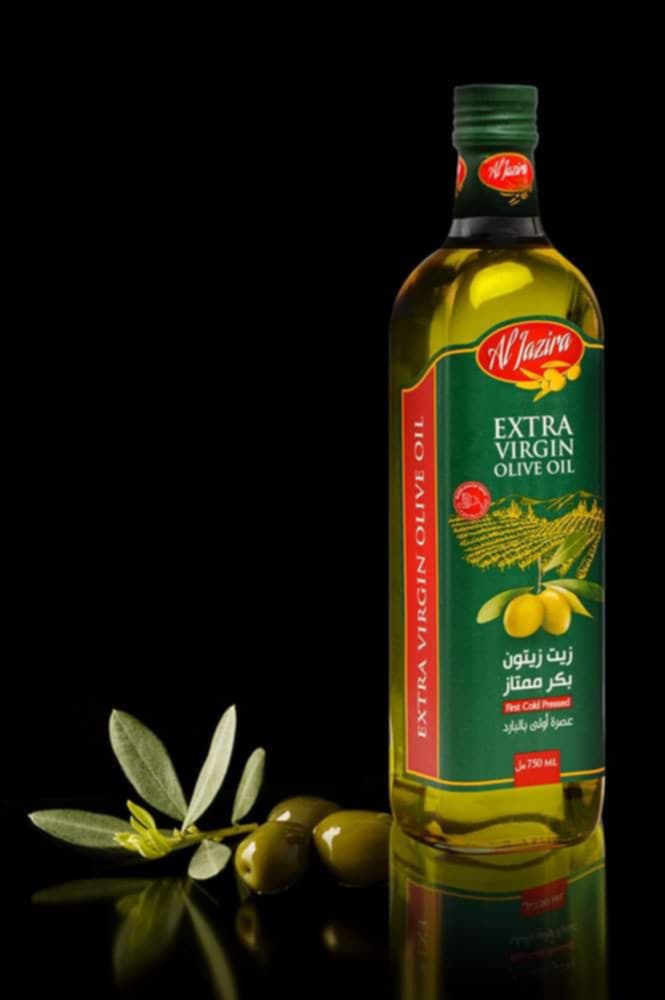 Al Jazira
Al Jazira
EXTRA
VIRGIN
OLIVE OIL
EXTRA VIRGIN OLIVE OIL
زيت زيتون
بكر ممتاز
First Cold Pressed
عصرة أولى بالبارد
750 ML مل